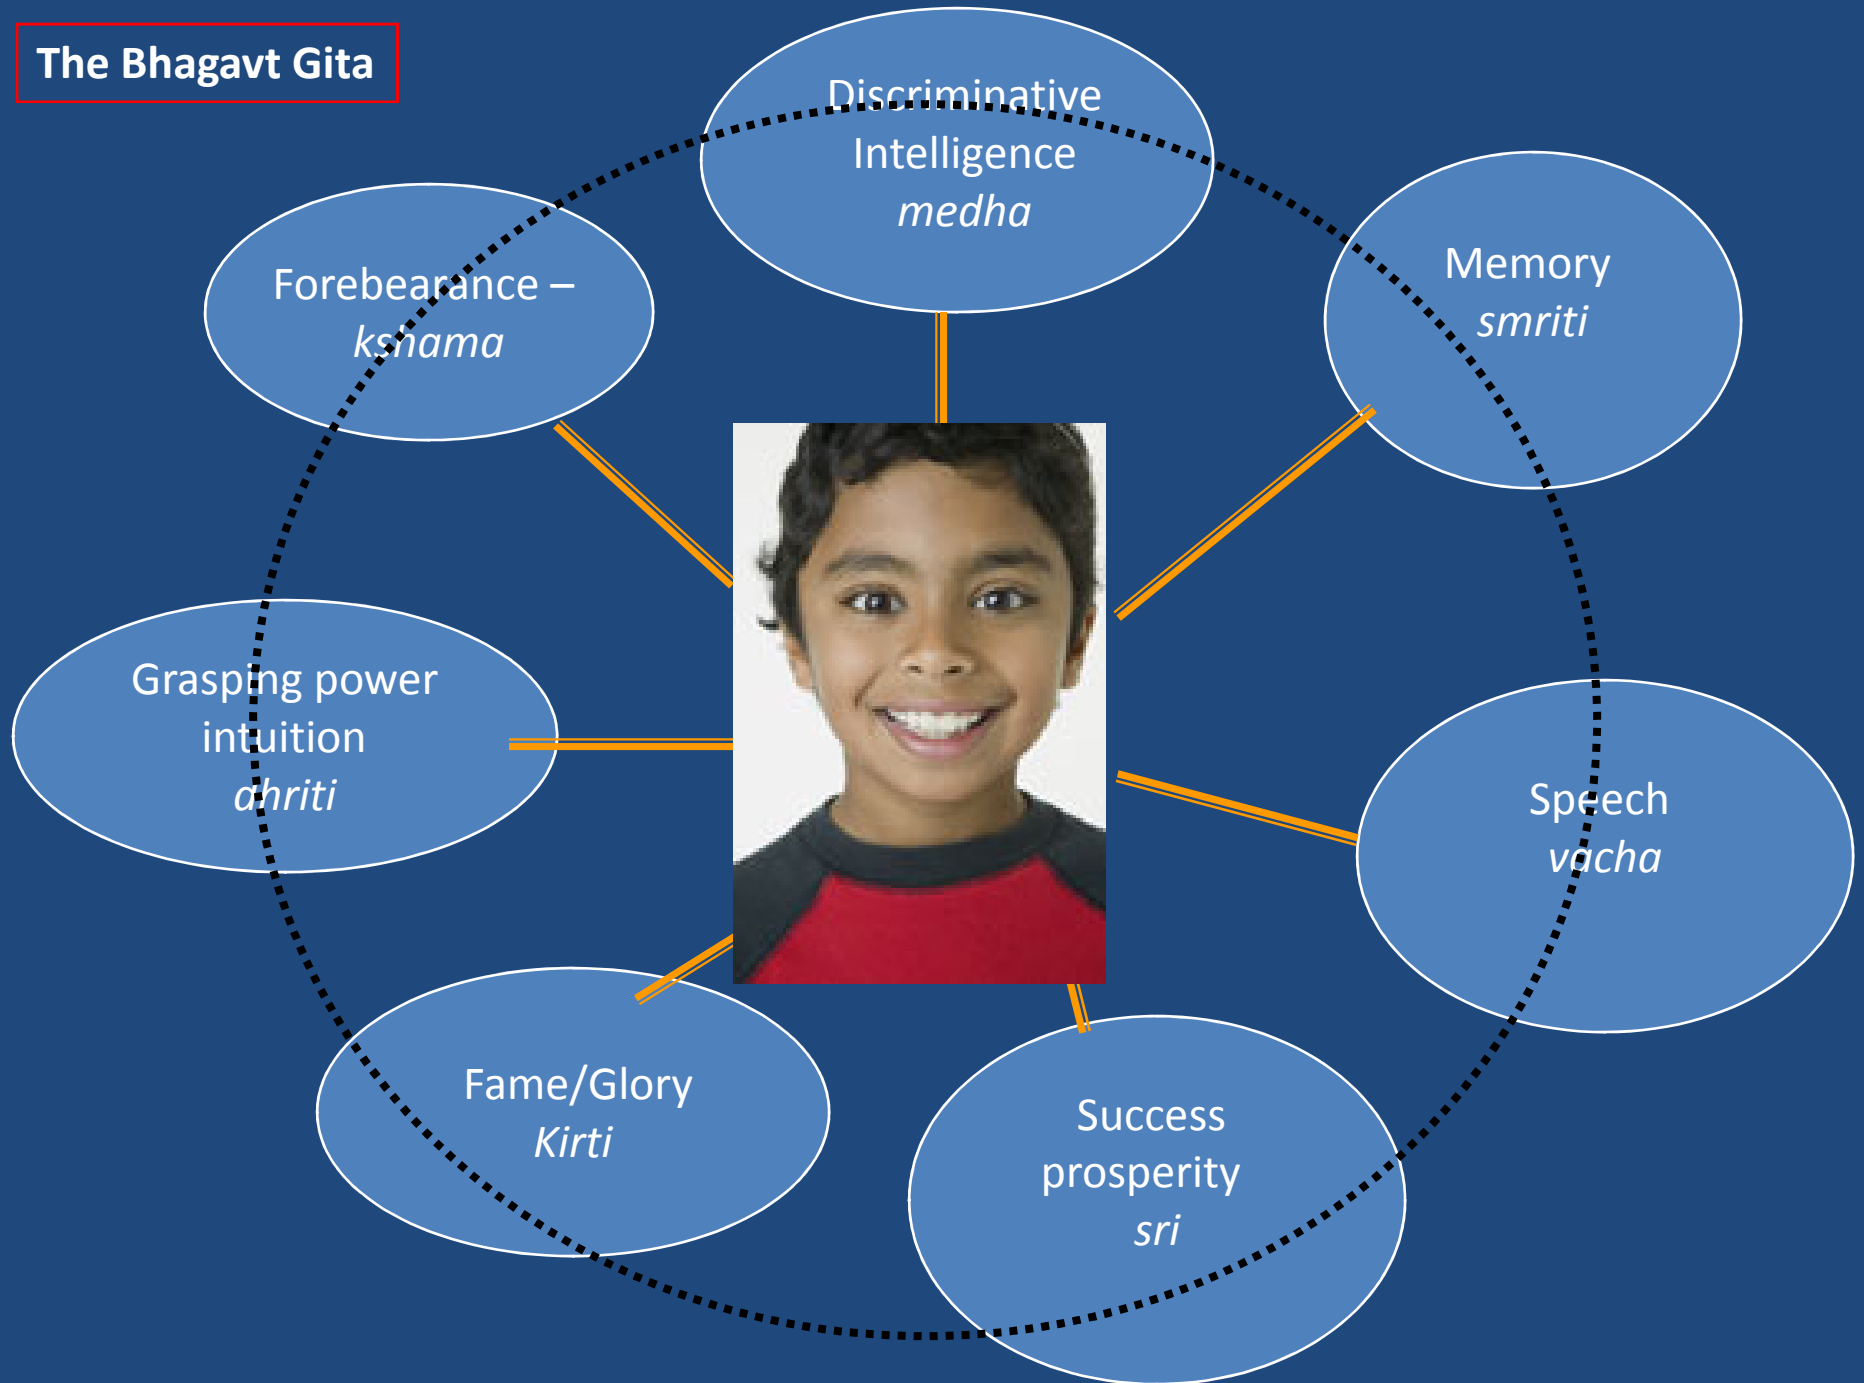 The Bhagavt Gita
Discriminative
Intelligence
medha
Memory
smriti
Forebearance –
kshama
Grasping power
intuition
dhriti
Speech
vacha
Fame/Glory
Kirti
Success
prosperity
sri